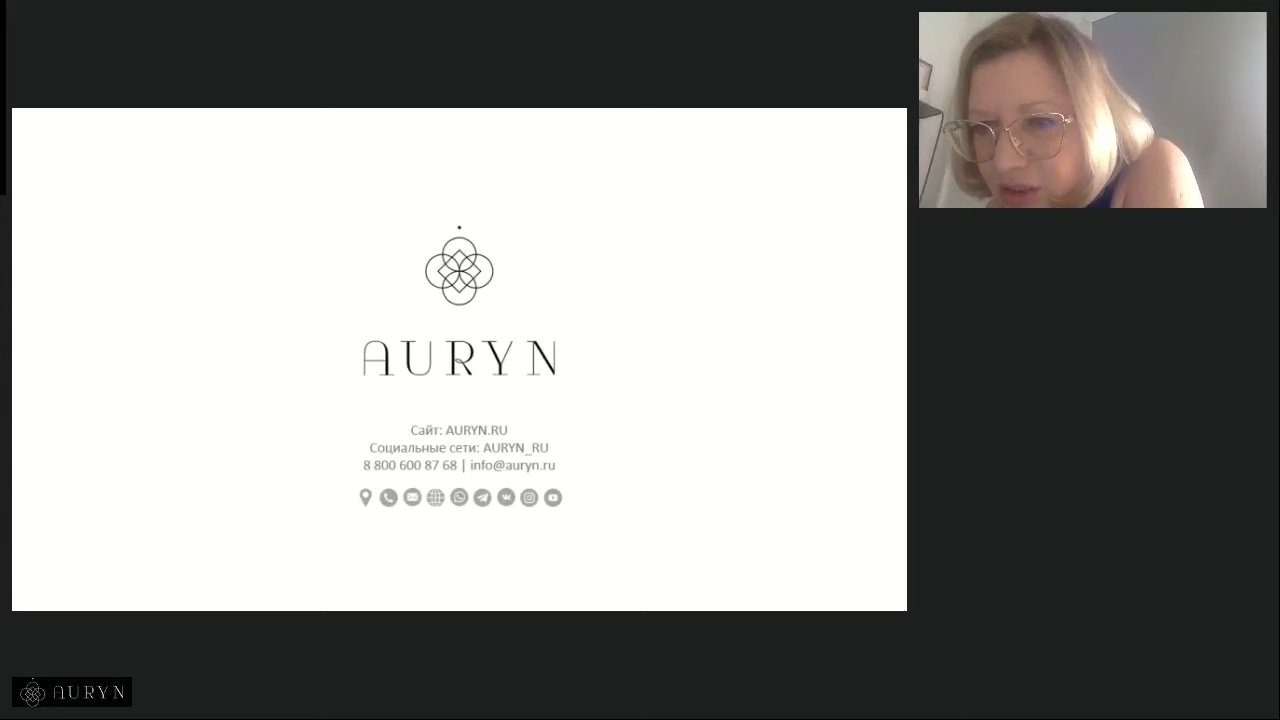 AURYN
Сайт: AURYN.RU
Социальные сети: AURYN_RU
8 800 600 87 68 | info@auryn.ru
AURYN